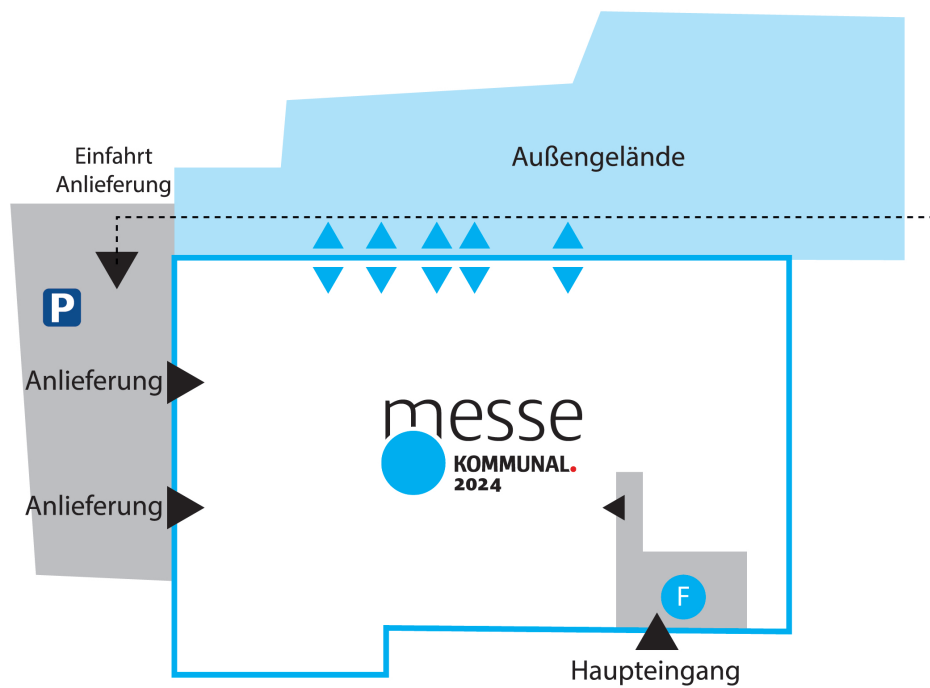 Außengelände
Einfahrt
Anlieferung
P
Anlieferung
messe
KOMMUNAL.
2024
Anlieferung
F
Haupteingang